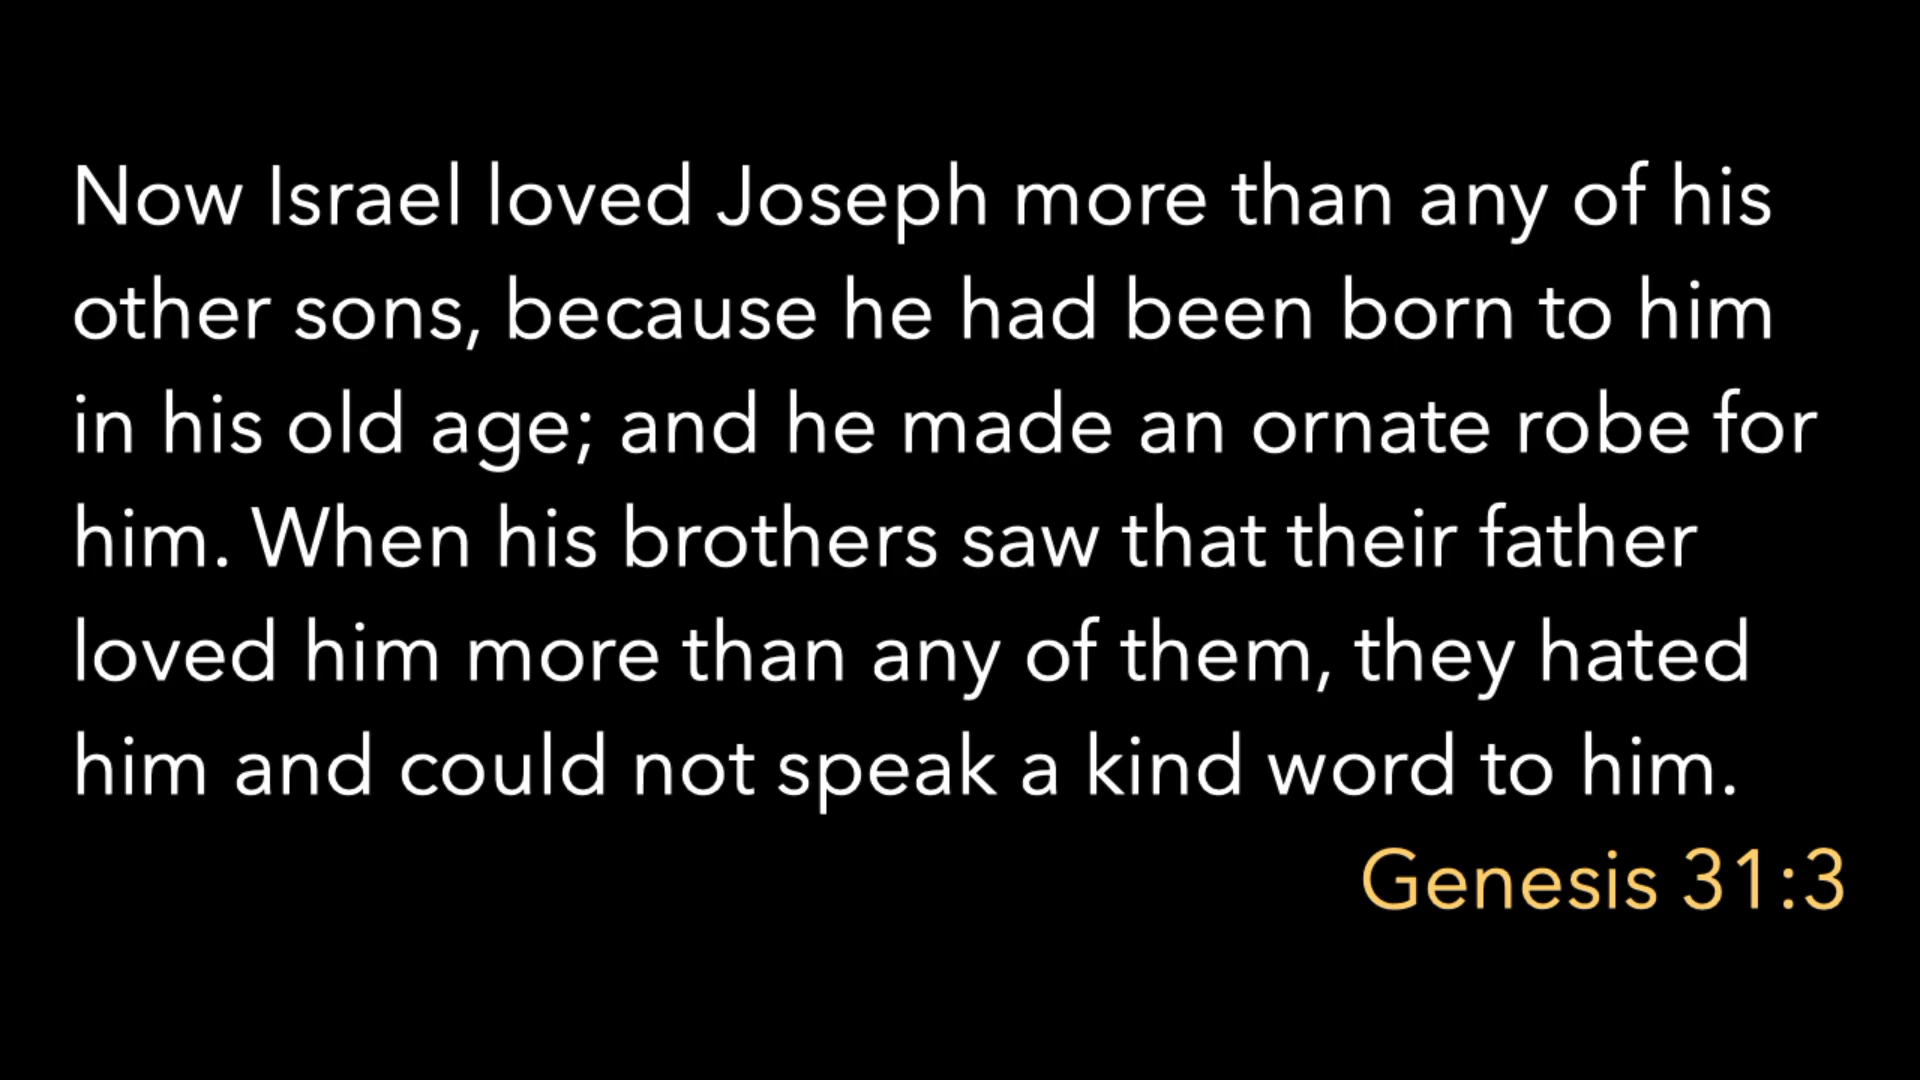 Now Israel loved Joseph more than any of his
other sons, because he had been born to him
in his old age; and he made an ornate robe for
him. When his brothers saw that their father
loved him more than any of them, they hated
him and could not speak a kind word to him.
Genesis 31:3